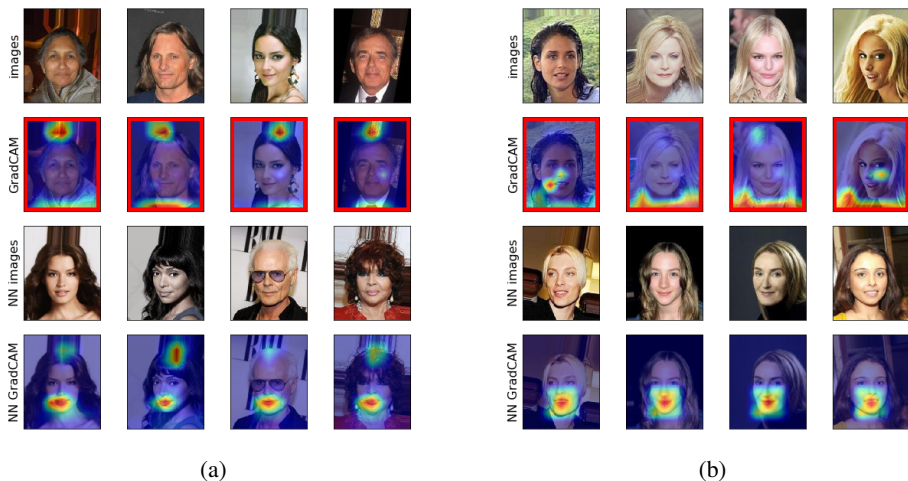 images
GradCAM
NN images
NN GradCAM
(a)
images
GradCAM
NN images
NN GradCAM
(b)